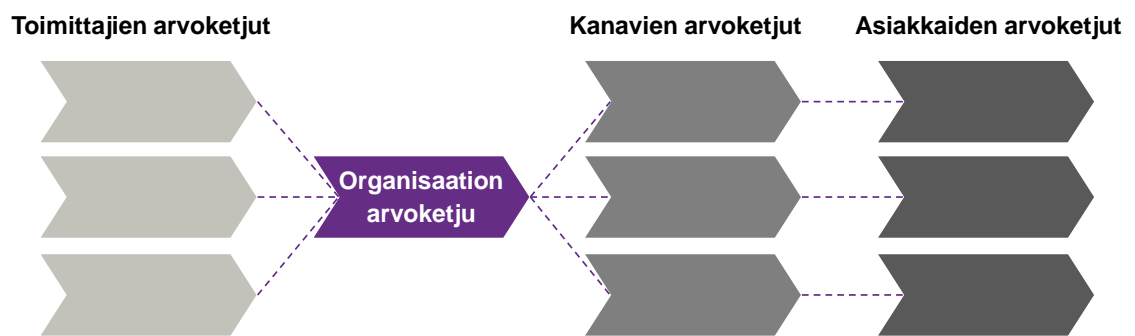 Toimittajien arvoketjut
Kanavien arvoketjut
Asiakkaiden arvoketjut
Organisaation
arvoketju